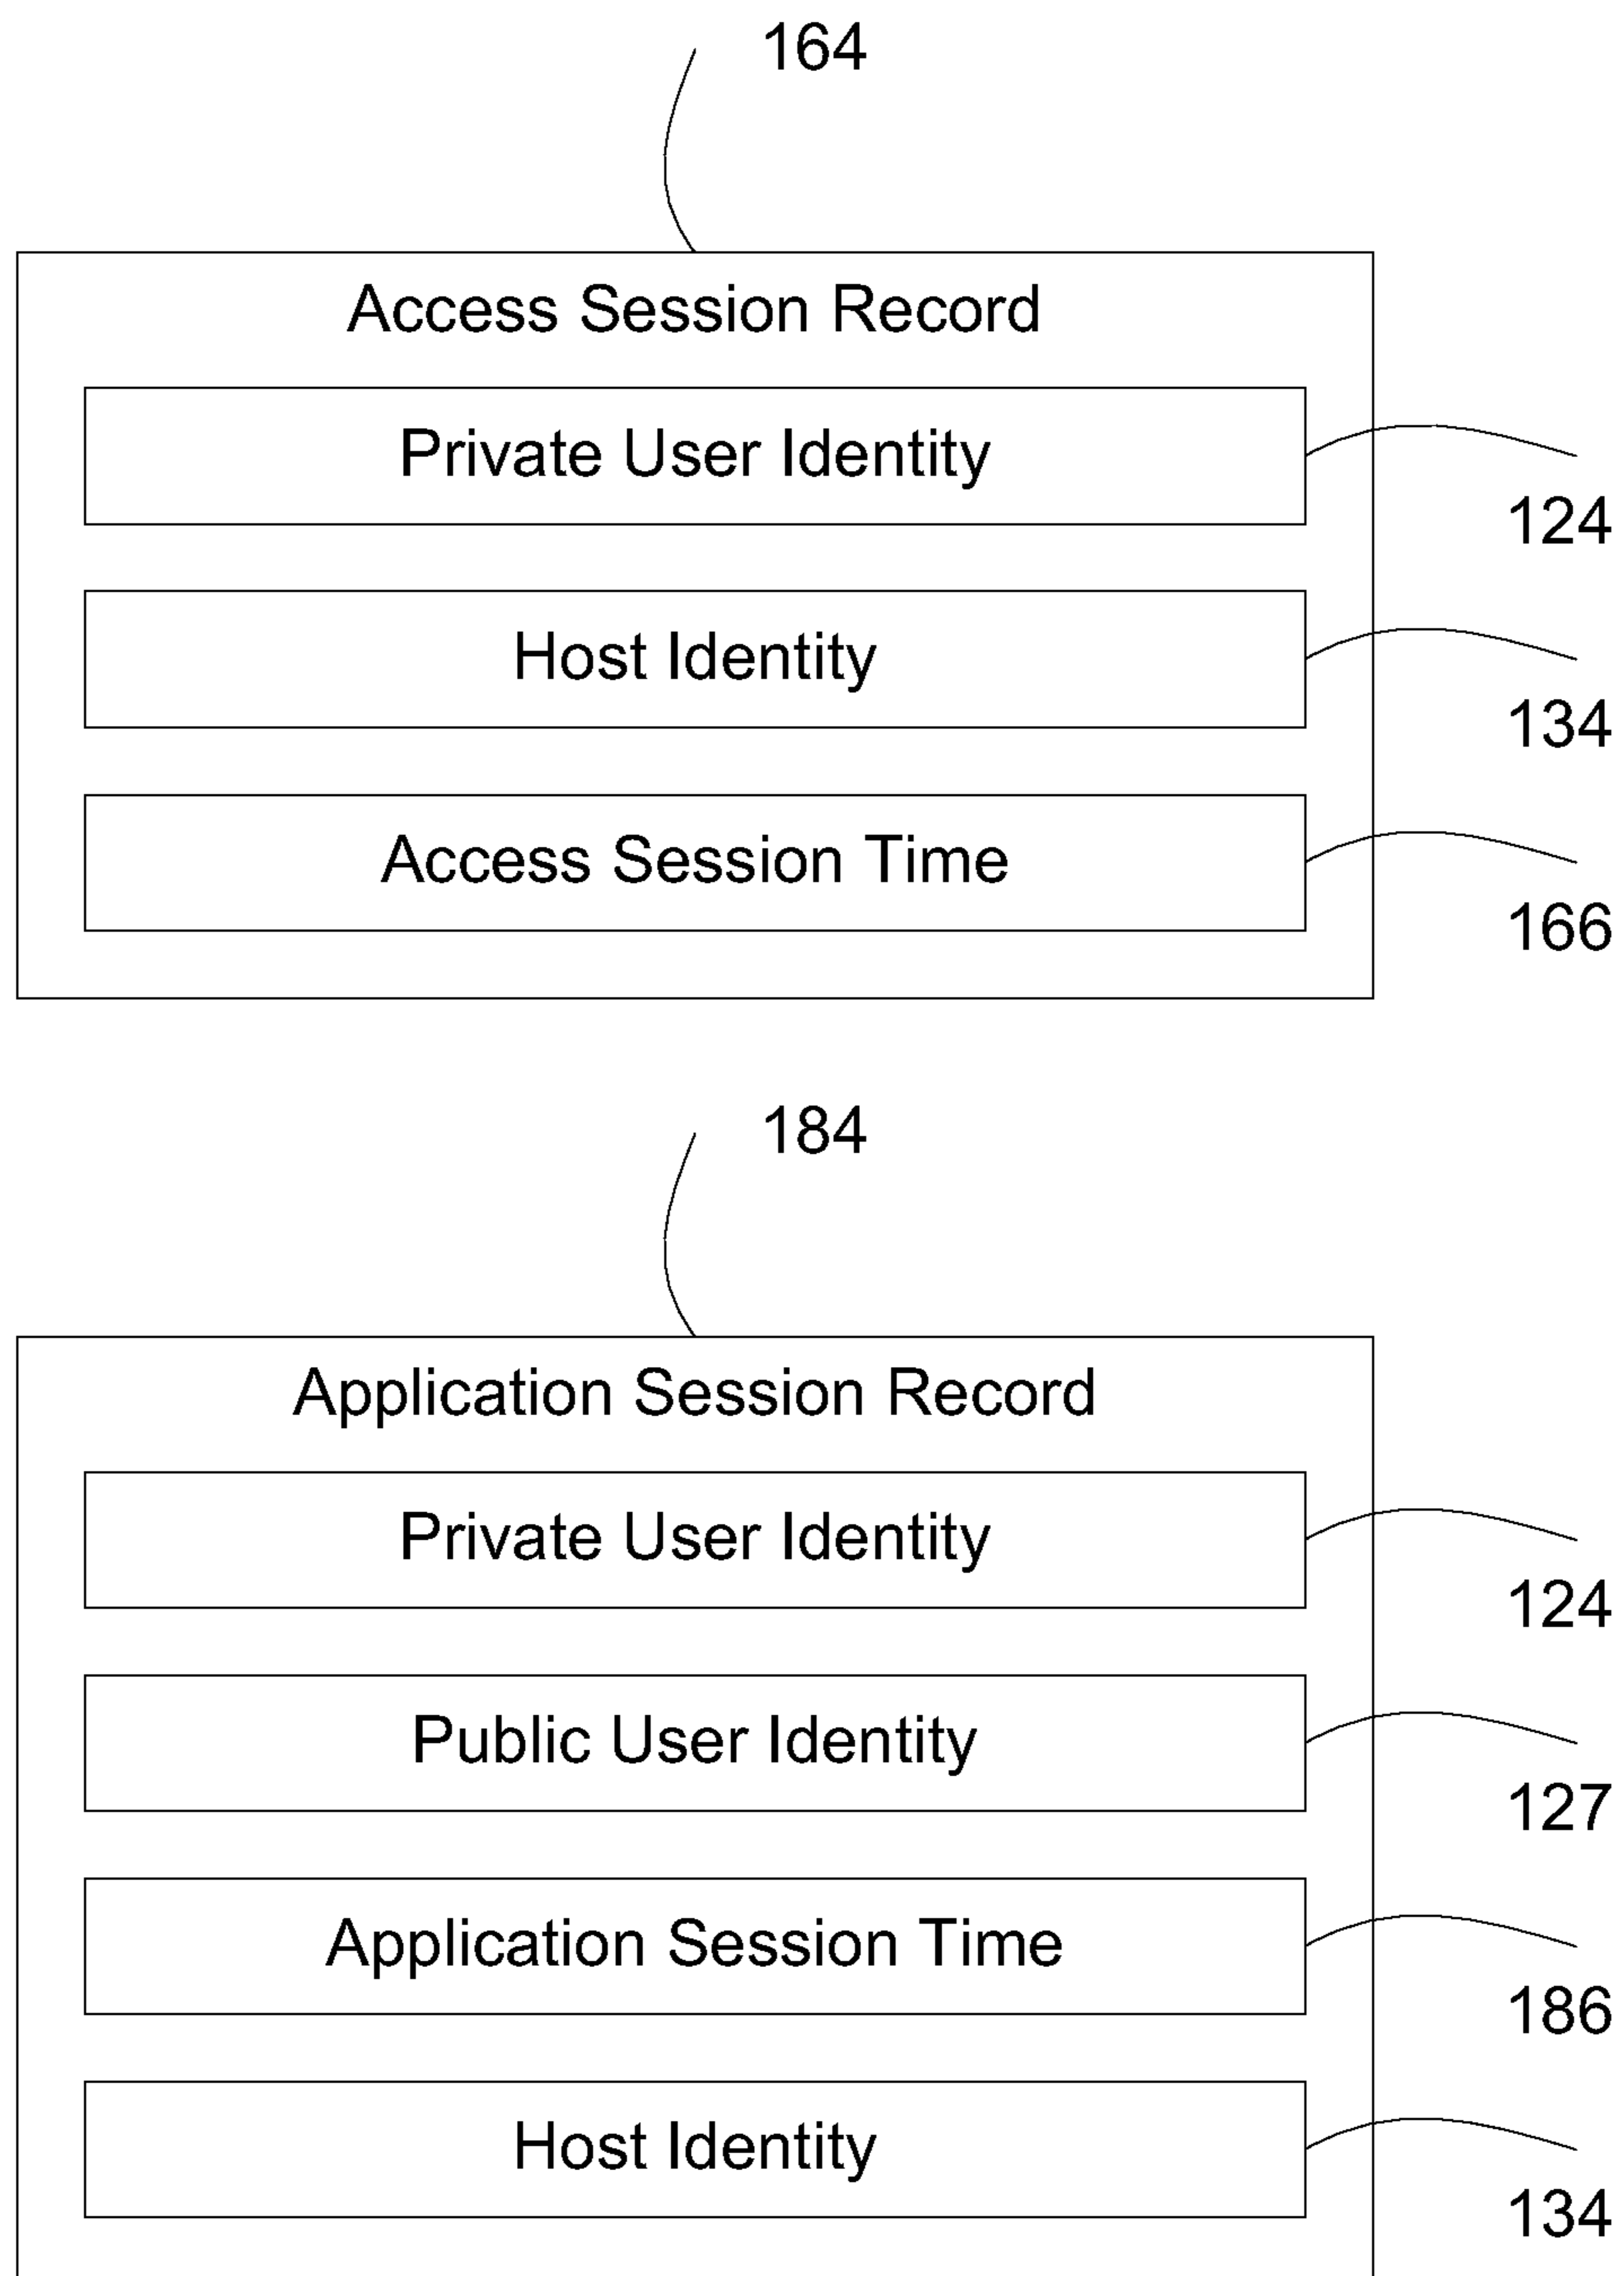 164
Access Session Record
Private User Identity
124
Host Identity
134
Access Session Time
166
184
Application Session Record
Private User Identity
124
Public User Identity
127
Application Session Time
186
Host Identity
134